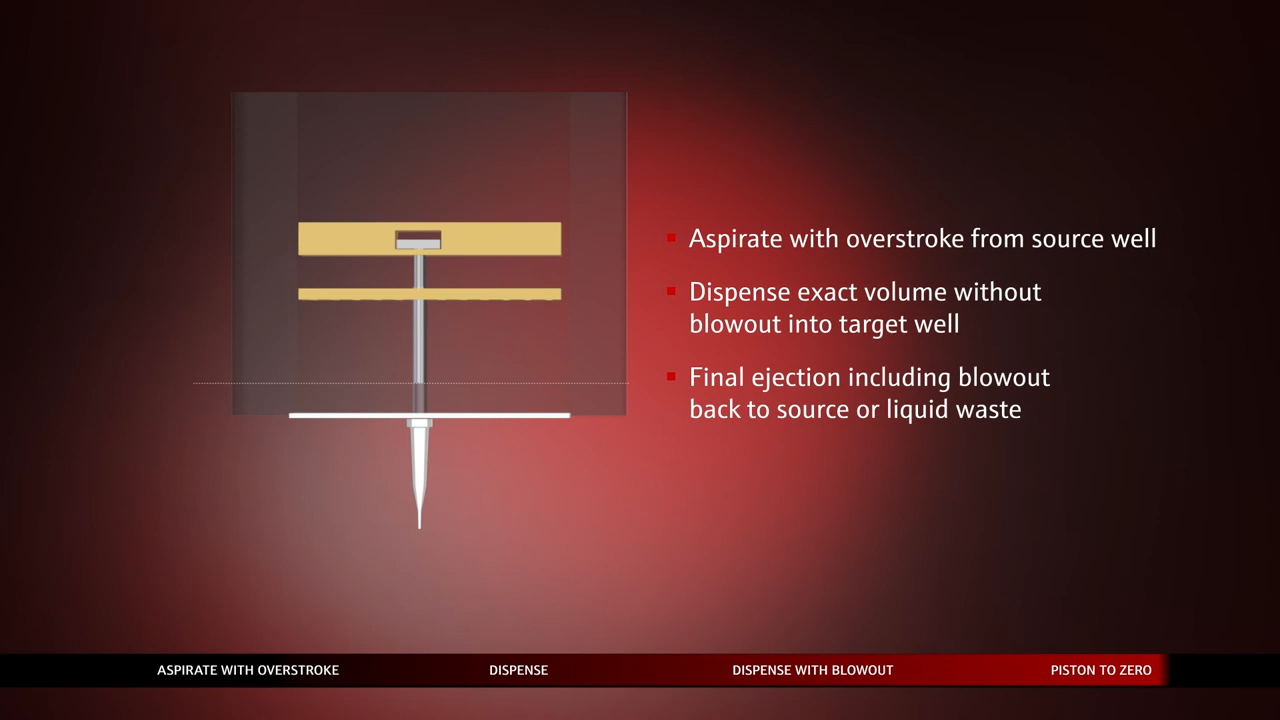 Aspirate with overstroke from source well
Dispense exact volume without
blowout into target well
Final ejection including blowout
back to source or liquid waste
ASPIRATE WITH OVERSTROKE
DISPENSE
DISPENSE WITH BLOWOUT
PISTON TO ZERO